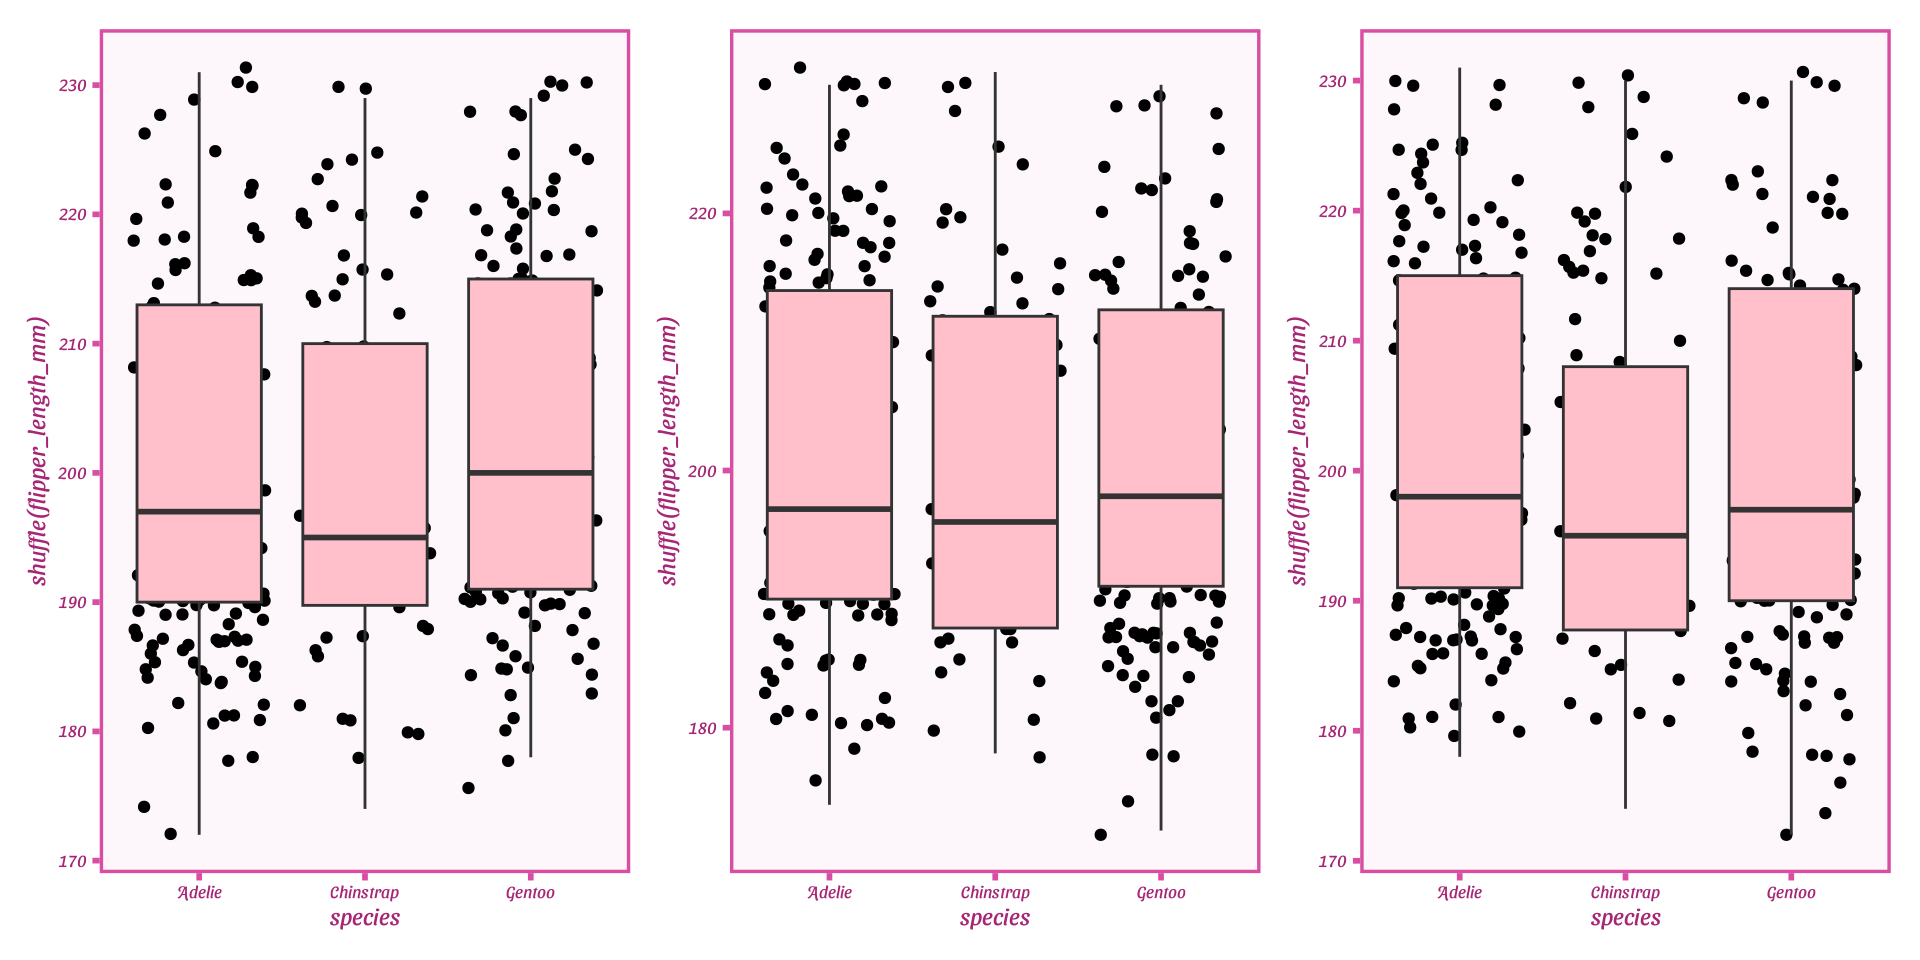 shuffle(flipper_length_mm)
230
220
210
200
190
180
170
Adelie Chinstrap Gentoo
species
shuffle(flipper_length_mm)
220
200
180
Adelie Chinstrap Gentoo
species
shuffle(flipper_length_mm)
230
220
210
200
190
180
170
Adelie Chinstrap Gentoo
species